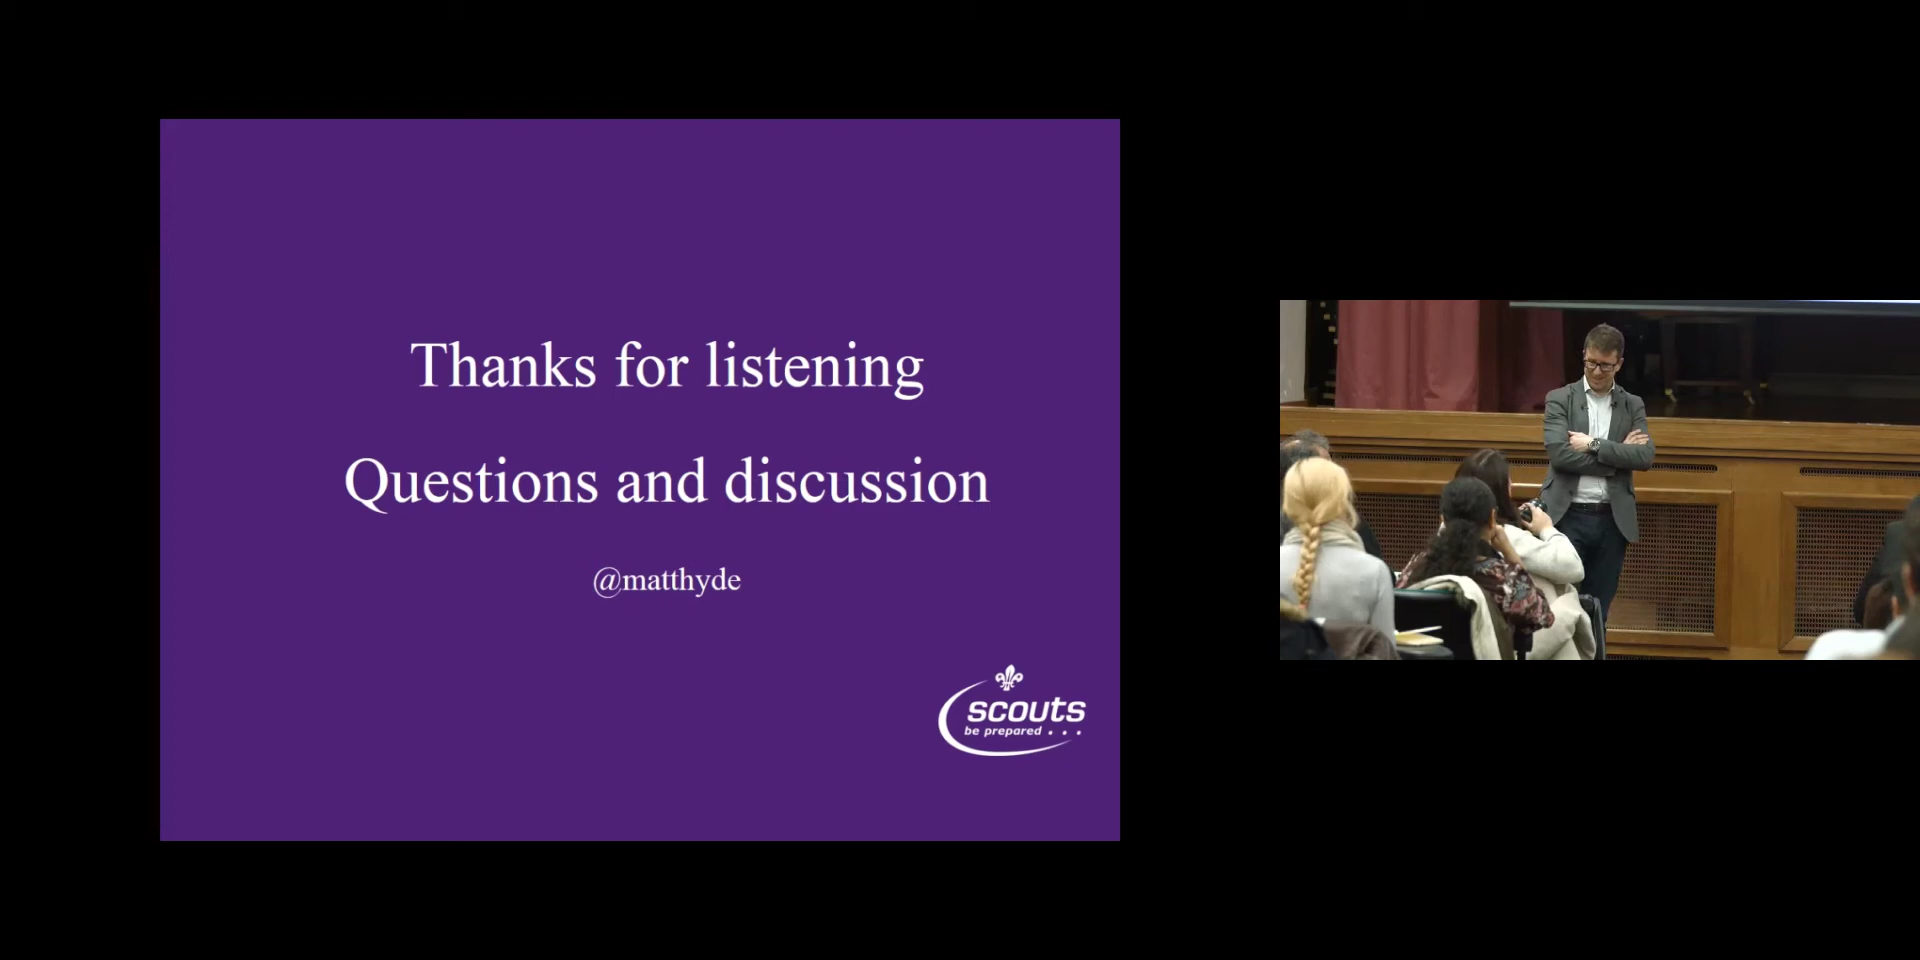 Thanks for listening
Questions and discussion
@matthyde
scouts
be prepared . . .